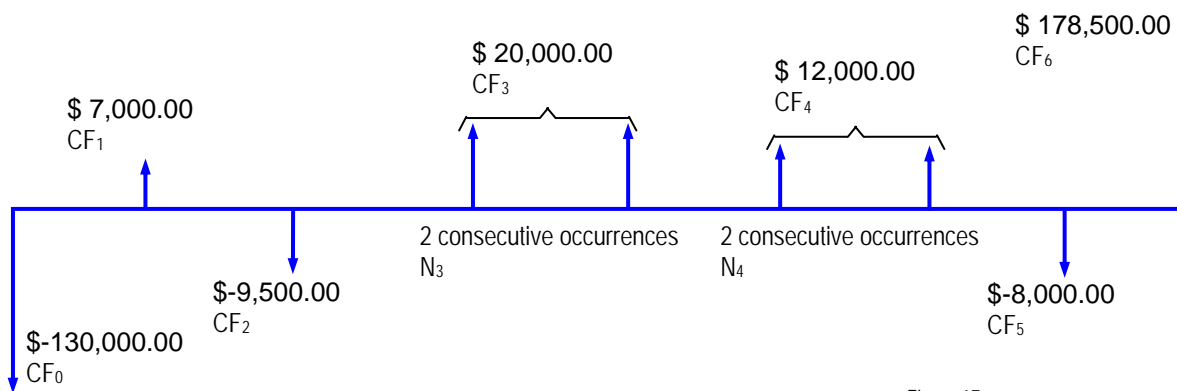 $ 178,500.00
CF6
$ 20,000.00
CF3
$ 12,000.00
CF4
$ 7,000.00
CF1
2 consecutive occurrences
N3
2 consecutive occurrences
N4
$-9,500.00
CF2
$-8,000.00
CF5
$-130,000.00
CF0